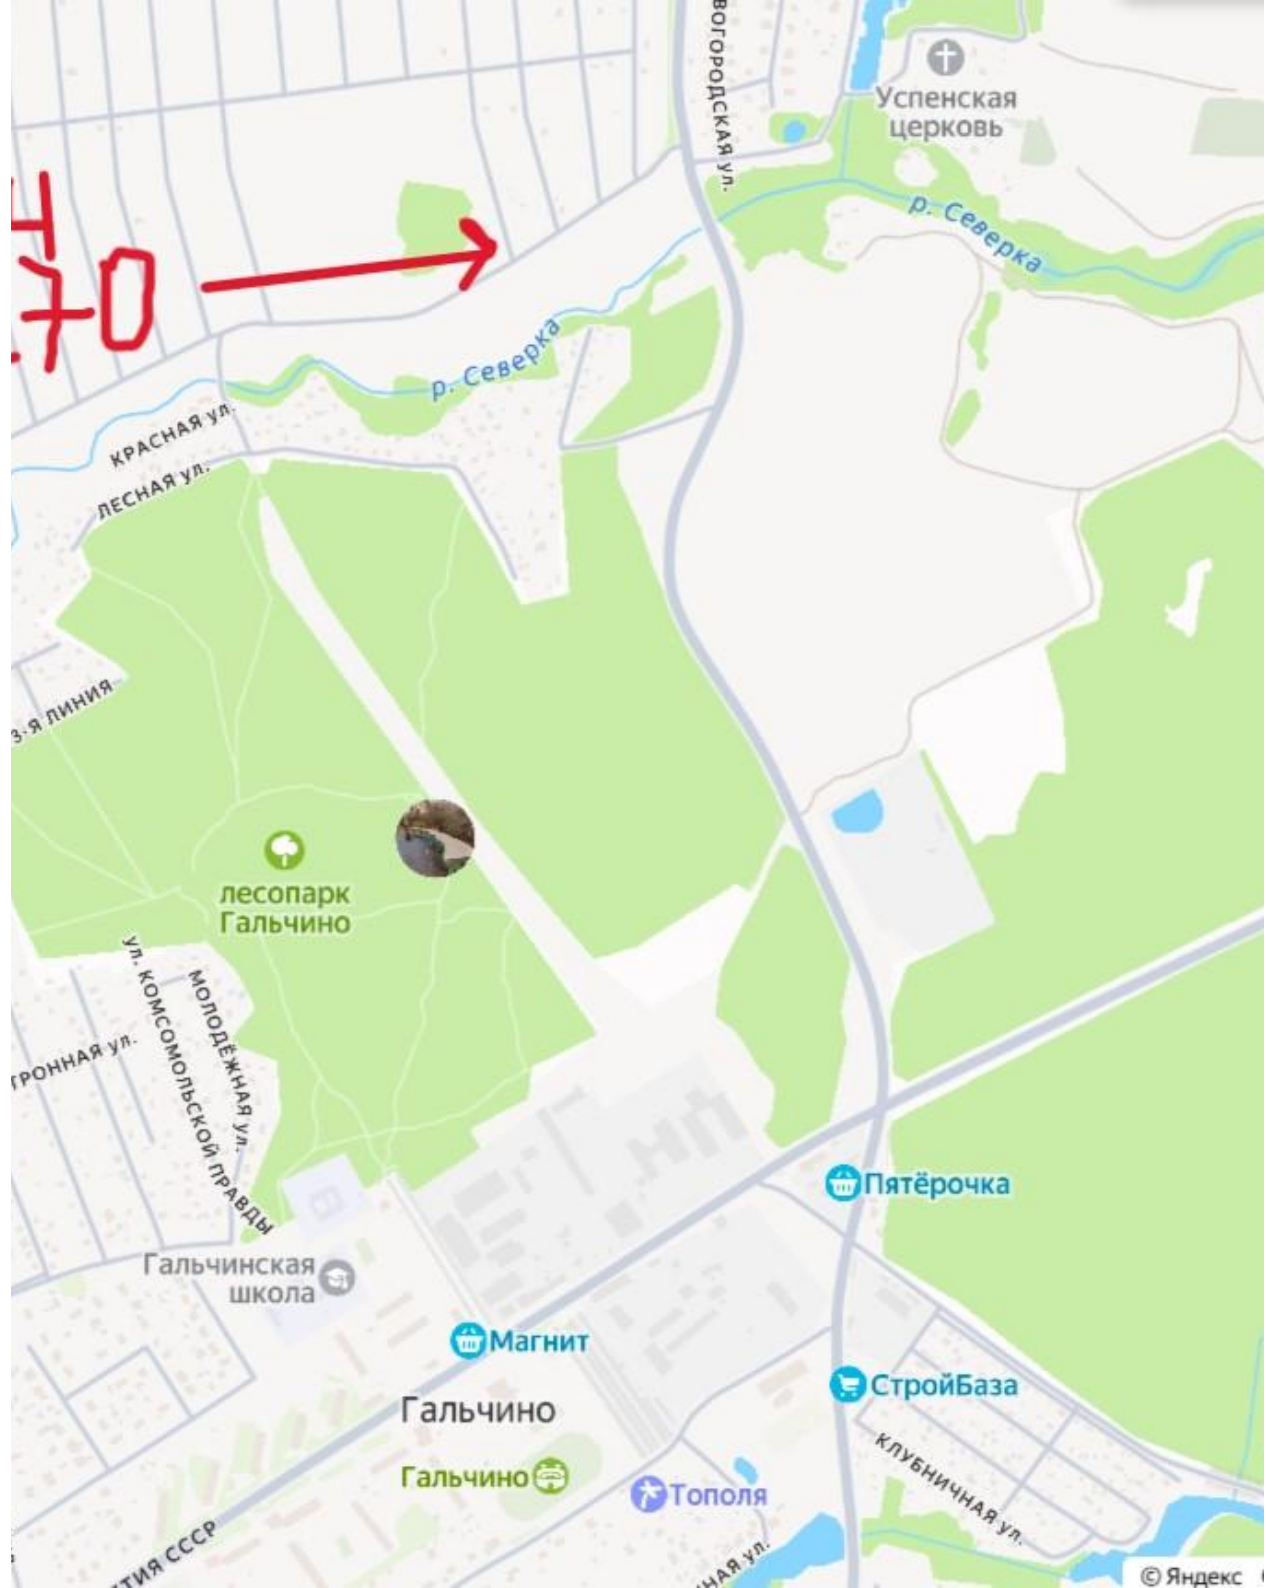 ВОГОРОДСКАЯ ул.
Успенская
церковь
р. Северка
.70
р. Северка
КРАСНАЯ ул.
ЛЕСНАЯ ул.
3-Я ЛИНИЯ
лесопарк
Гальчино
ул. КОМСОМОЛЬСКОЙ ПРАВДЫ
МОЛОДЁЖНАЯ ул.
ТРОННАЯ ул.
Пятёрочка
Гальчинская
школа
Магнит
СтройБаза
Гальчино
Гальчино
Тополя
КЛУБНИЧНАЯ ул.
ТИЯ СССР
НАЯ ул.
© Яндекс